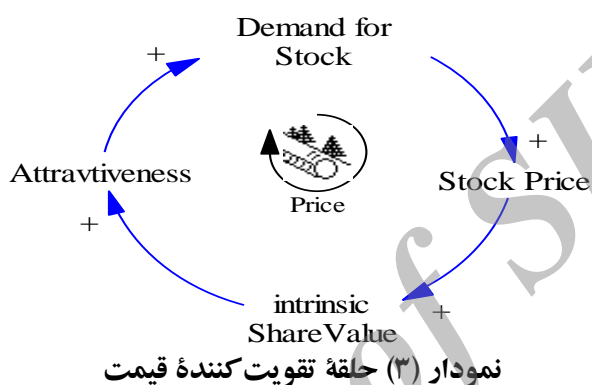 Demand for
Stock
+
+
Attravtiveness
Stock Price
Price
+
intrinsic
ShareValue
+
نمودار (۳) حلقهٔ تقویت‌کنندهٔ قیمت